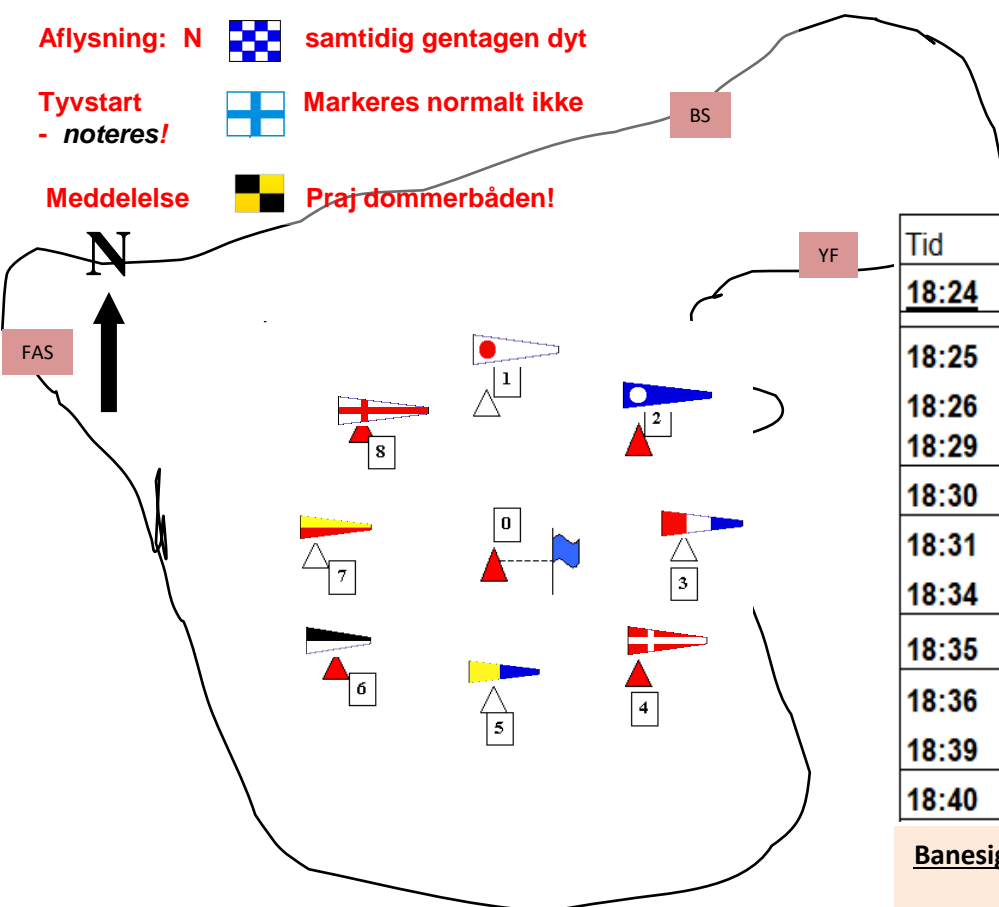 Aflysning: N samtidig gentagen dyt
Tyvstart Markeres normalt ikke
- noteres!
Meddelelse Praj dommerbåden!
N
BS
YF
FAS
1
2
8
0
7
3
6
5
4
Tid
18:24
18:25
18:26
18:29
18:30
18:31
18:34
18:35
18:36
18:39
18:40
Banesig